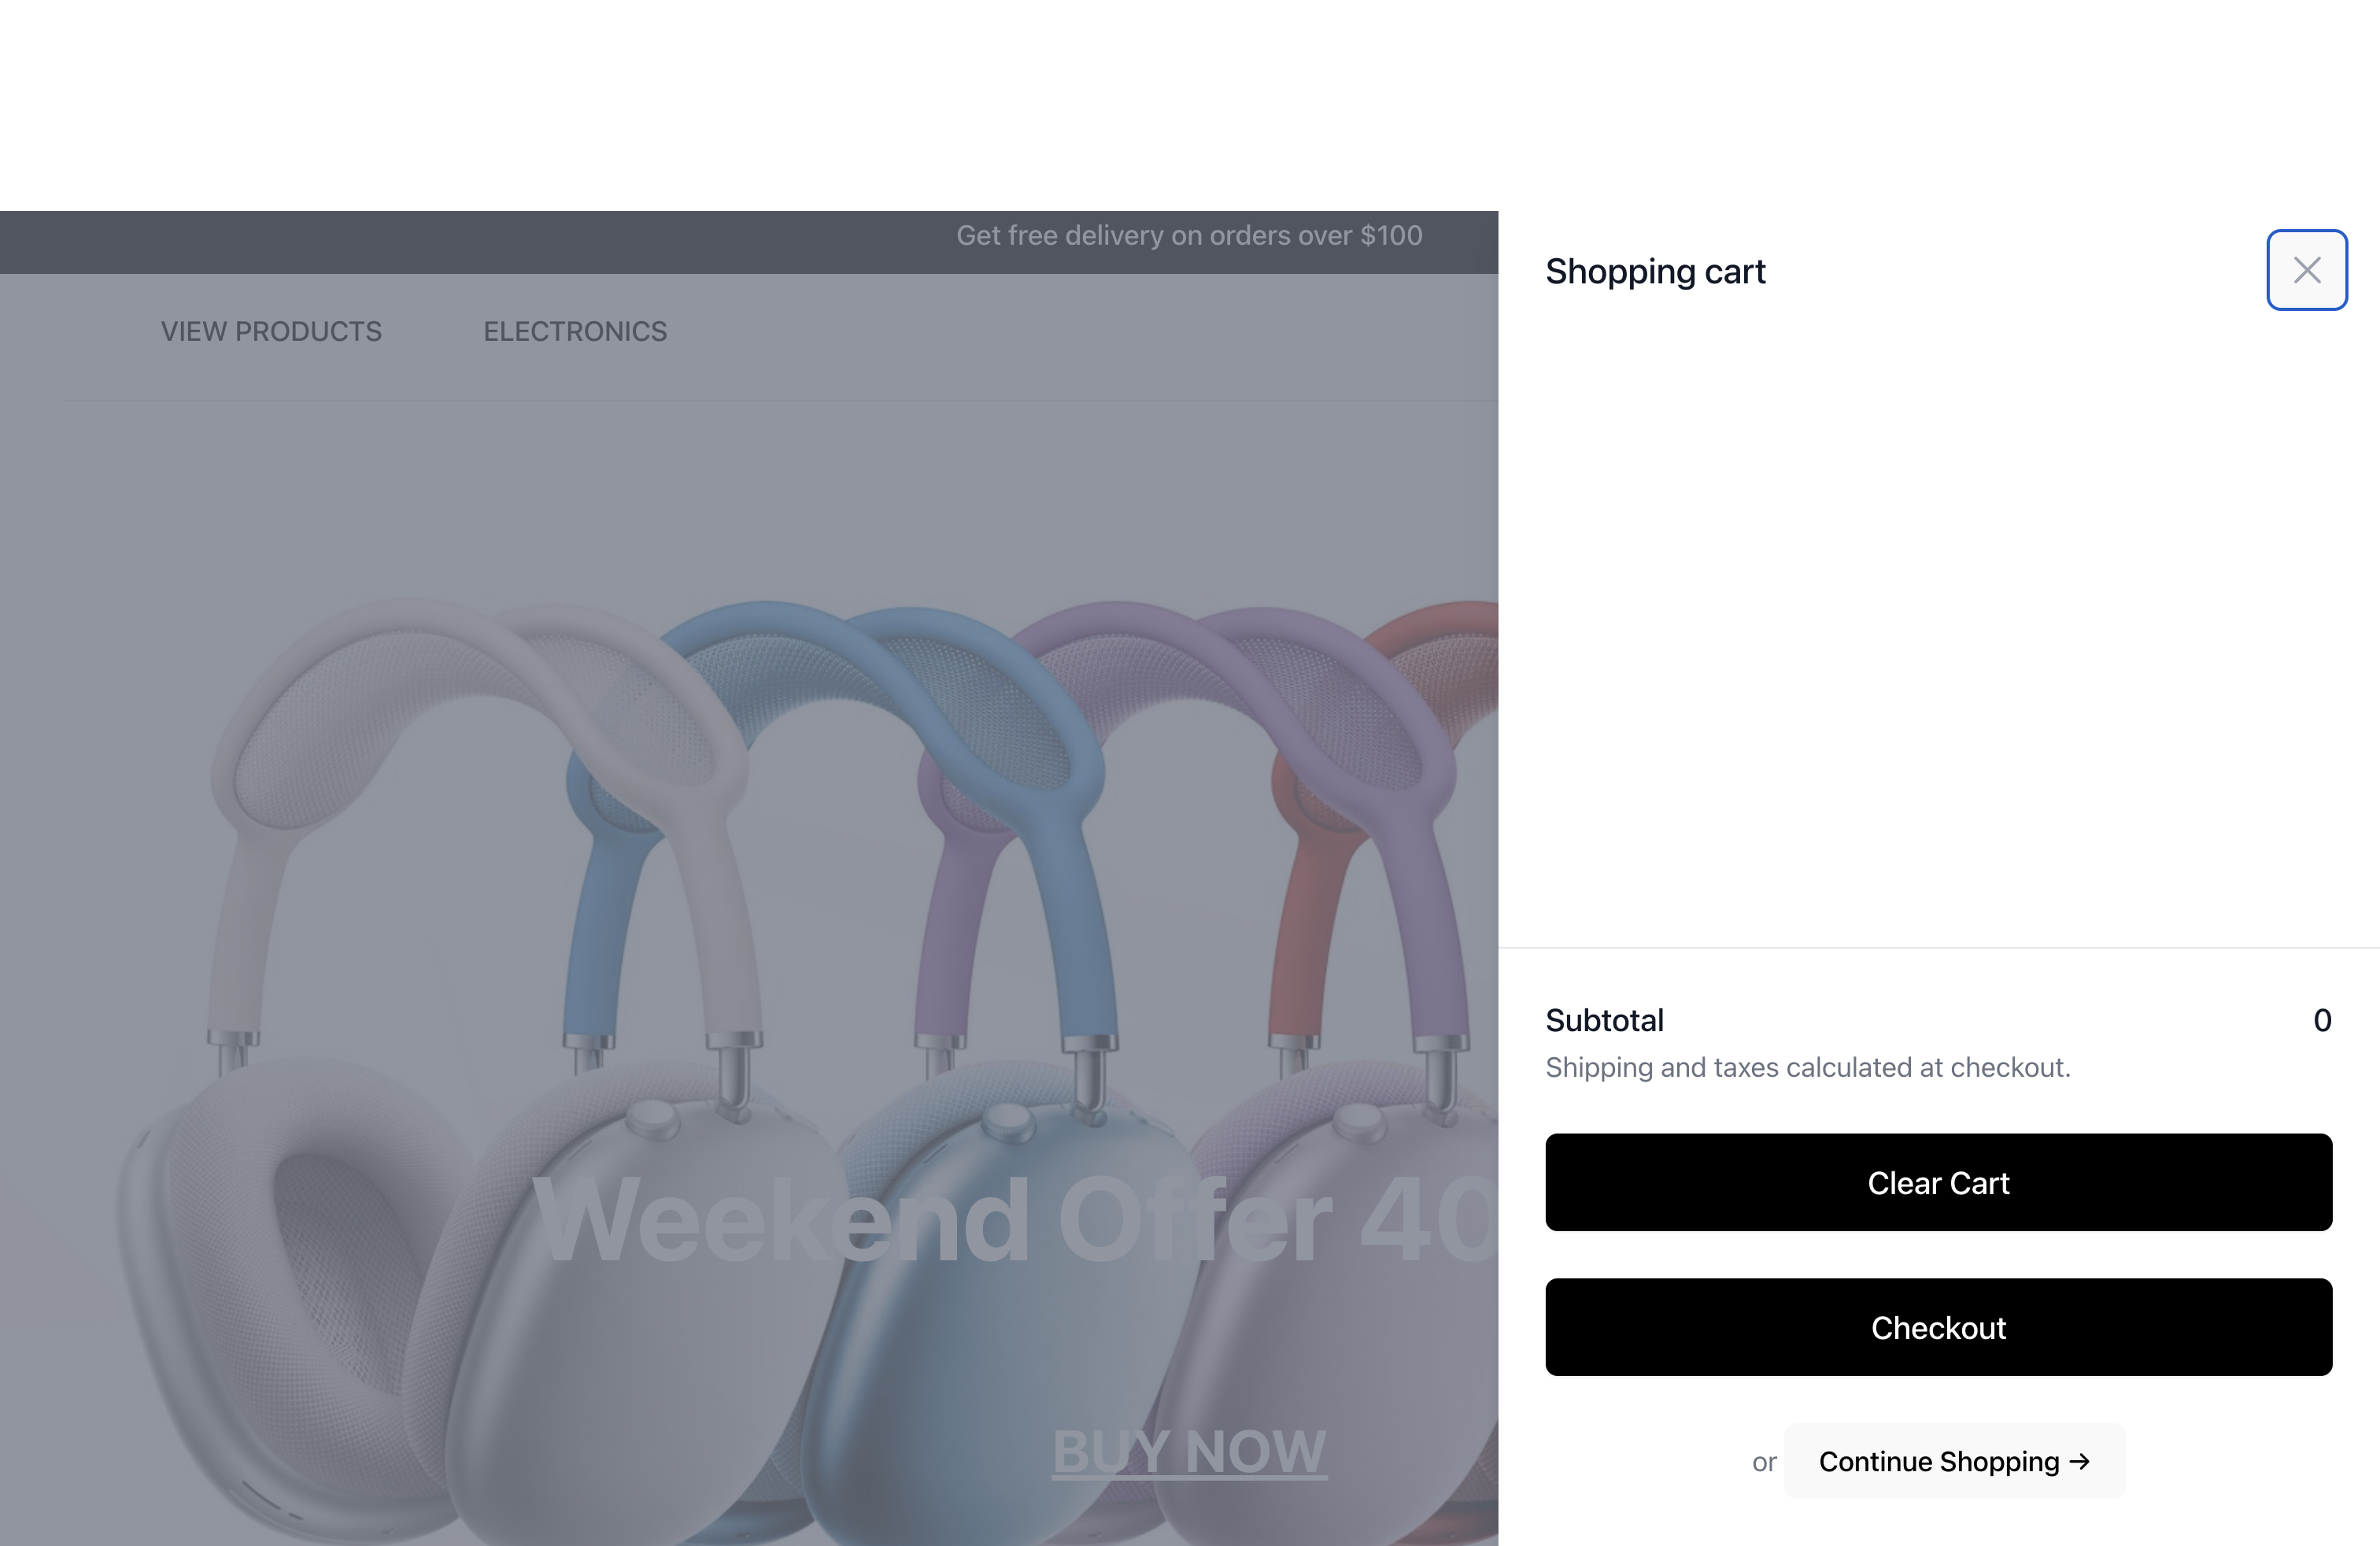 Get free delivery on orders over $100
VIEW PRODUCTS
ELECTRONICS
Weekend Offer 40
BUY NOW
Shopping cart
Subtotal
0
Shipping and taxes calculated at checkout.
Clear Cart
Checkout
or Continue Shopping →